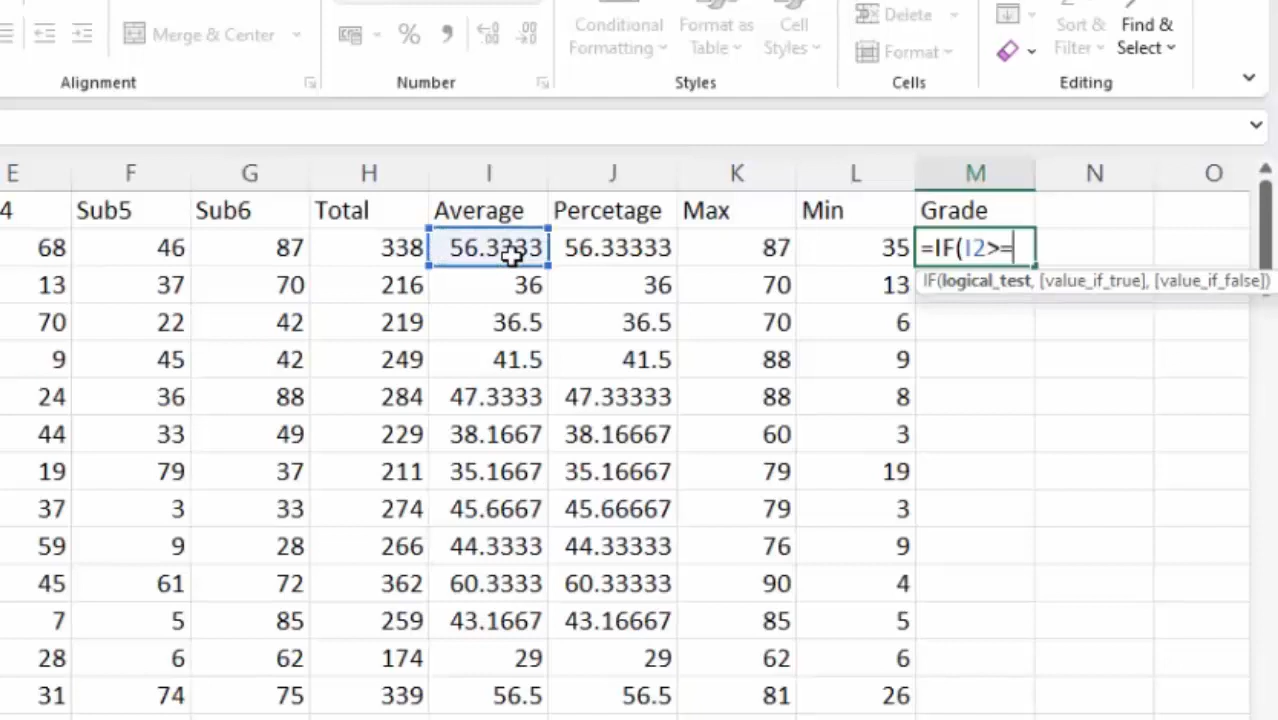 Merge & Center
%
Conditional
Formatting
Format as
Table
Cell
Styles
Delete
Format
Sort &
Filter
Find &
Select
Alignment
Number
Styles
Cells
Editing
E F G H I J K L M N O
4 Sub5 Sub6 Total Average Percetage Max Min Grade
68 46 87 338 56.3333 56.33333 87 35 =IF(I2>=
IF(logical_test, [value_if_true], [value_if_false])
13 37 70 216 36 36 70 13
70 22 42 219 36.5 36.5 70 6
9 45 42 249 41.5 41.5 88 9
24 36 88 284 47.3333 47.33333 88 8
44 33 49 229 38.1667 38.16667 60 3
19 79 37 211 35.1667 35.16667 79 19
37 3 33 274 45.6667 45.66667 79 3
59 9 28 266 44.3333 44.33333 76 9
45 61 72 362 60.3333 60.33333 90 4
7 5 85 259 43.1667 43.16667 85 5
28 6 62 174 29 29 62 6
31 74 75 339 56.5 56.5 81 26